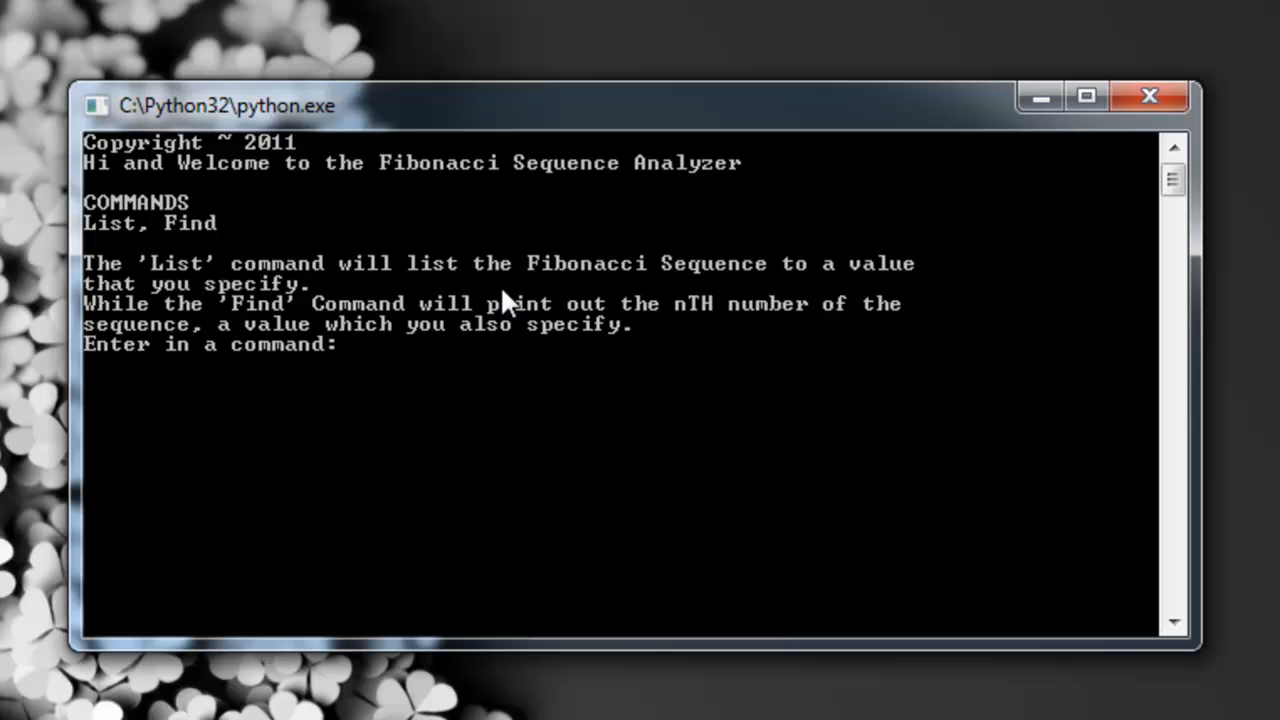 C:\Python32\python.exe
Copyright ~ 2011
Hi and Welcome to the Fibonacci Sequence Analyzer
COMMANDS
List, Find
The 'List' command will list the Fibonacci Sequence to a value
that you specify.
While the 'Find' Command will print out the nTH number of the
sequence, a value which you also specify.
Enter in a command: